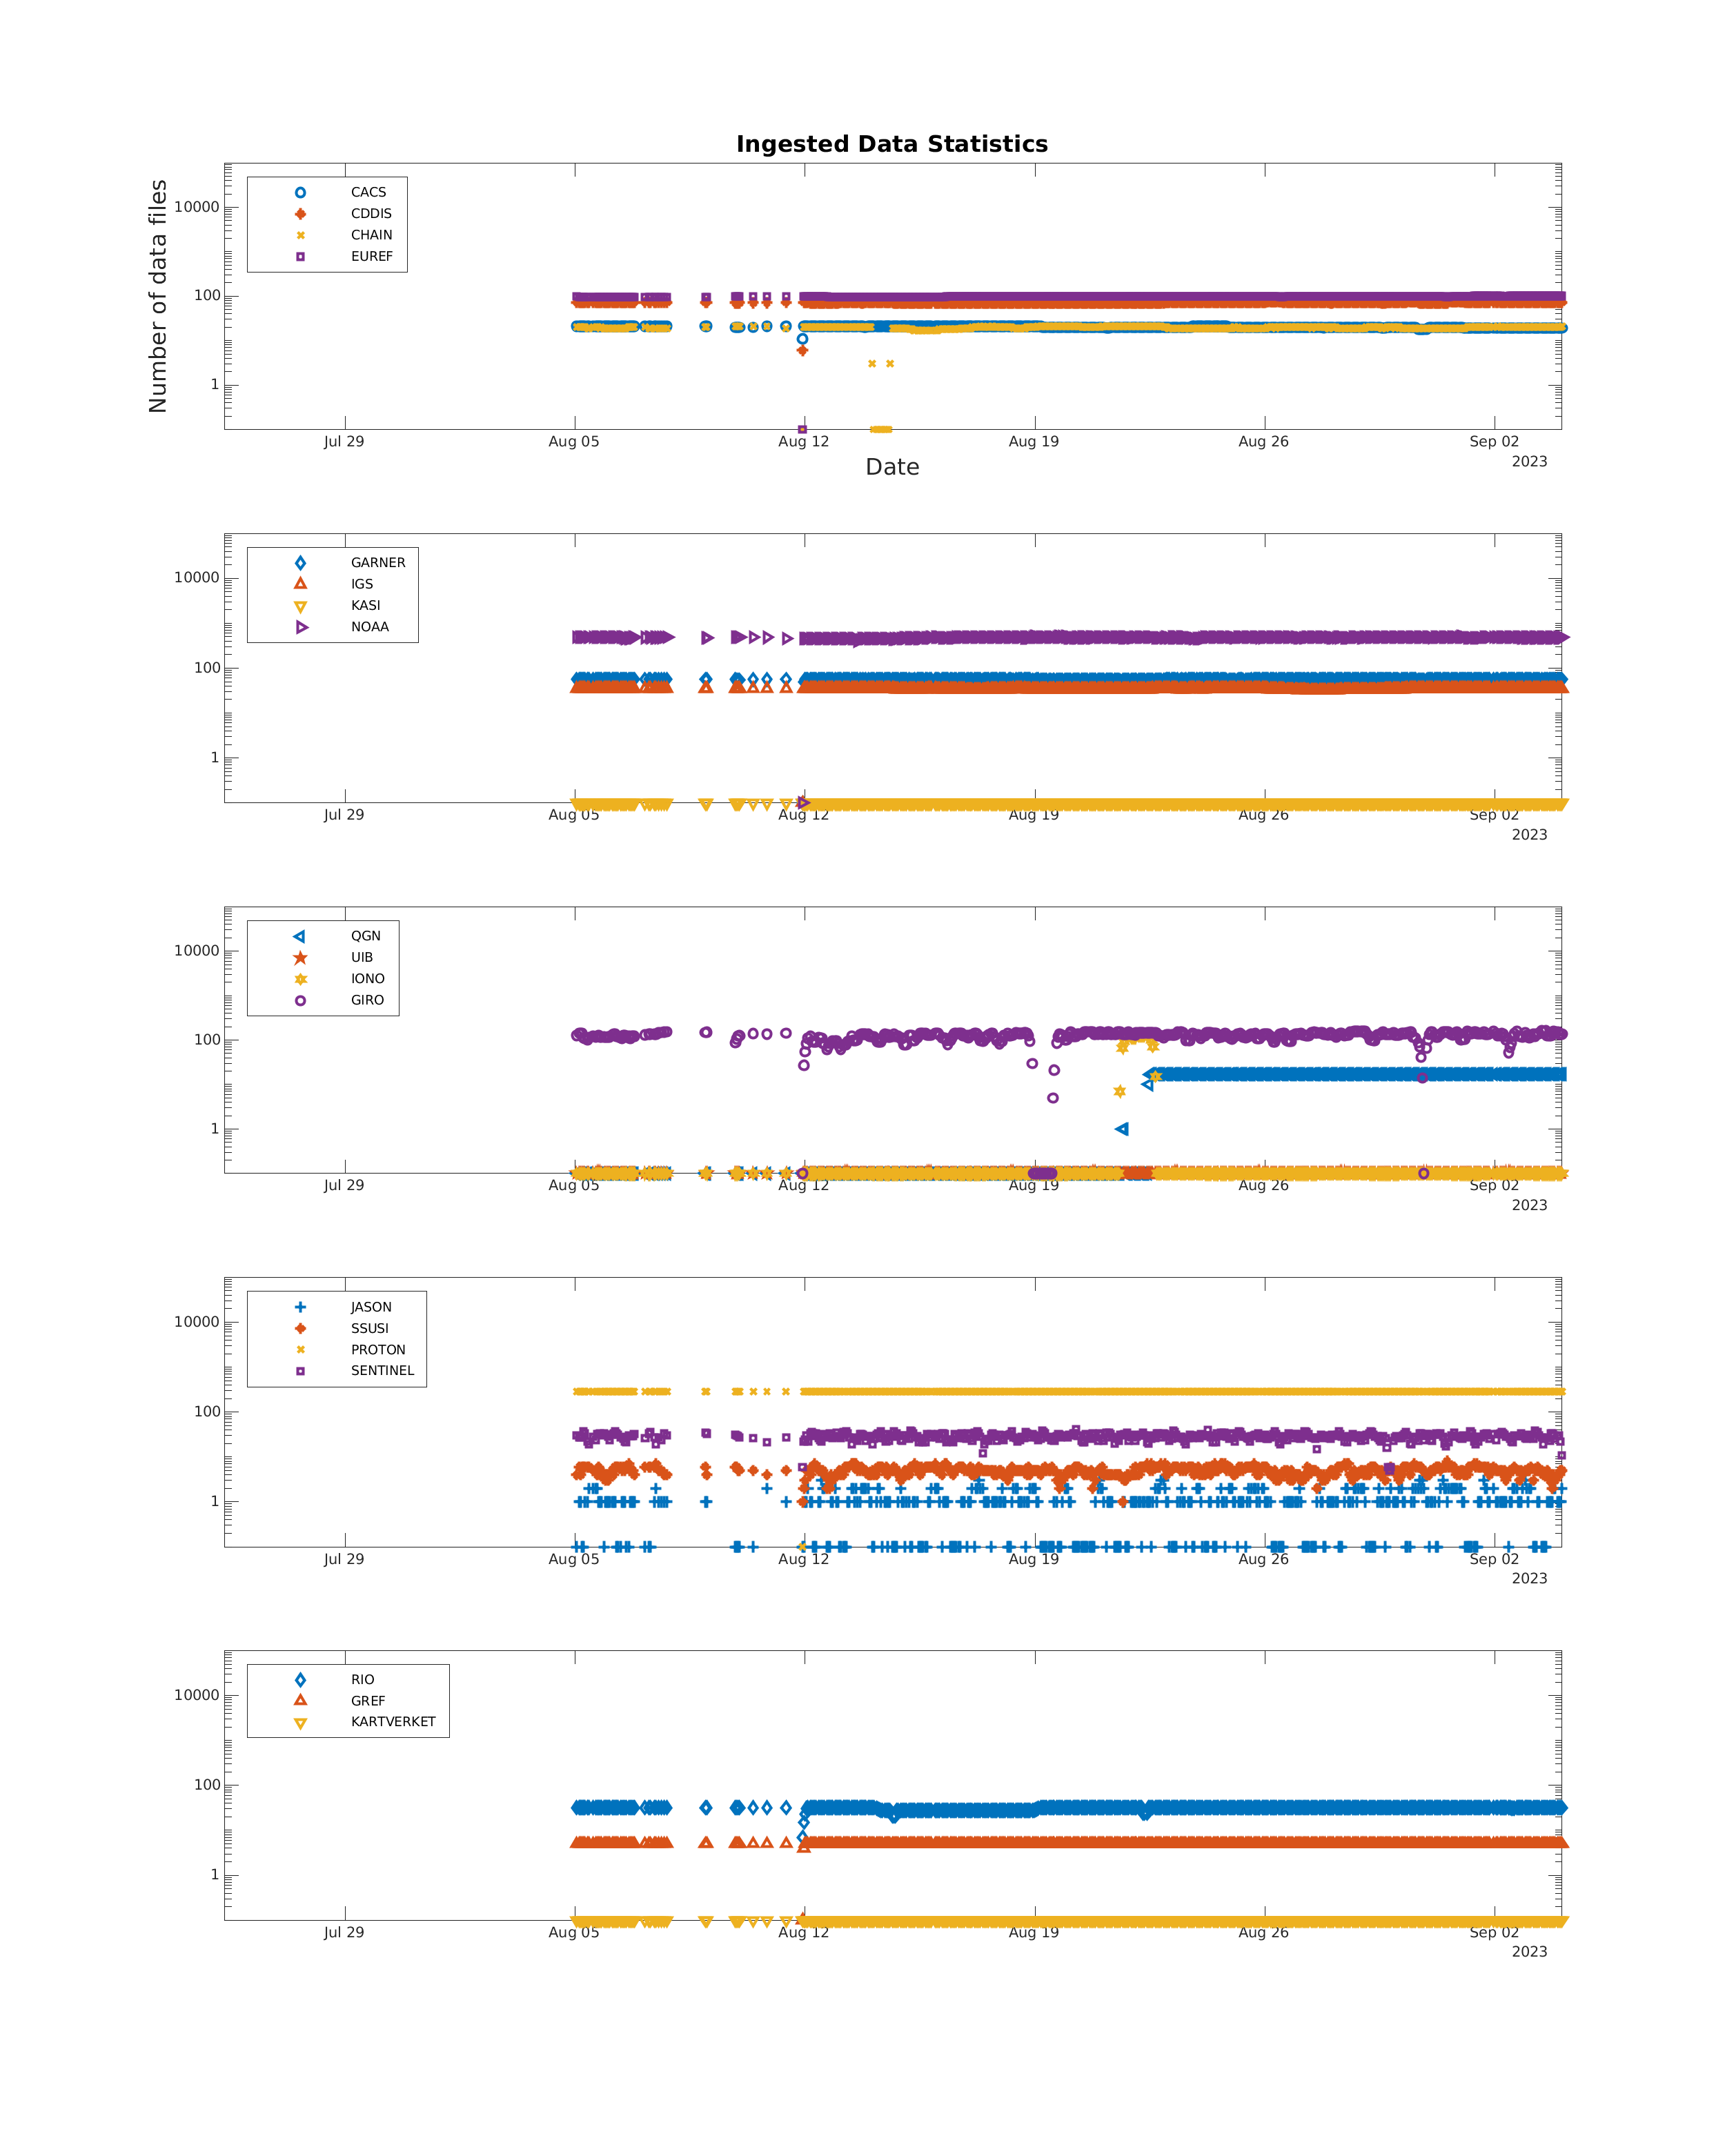 Ingested Data Statistics
Number of data files
10000
100
1
CACS
CDDIS
CHAIN
EUREF
Jul 29
Aug 05
Aug 12
Aug 19
Aug 26
Sep 02
2023
Date
10000
100
1
GARNER
IGS
KASI
NOAA
Jul 29
Aug 05
Aug 12
Aug 19
Aug 26
Sep 02
2023
10000
100
1
QGN
UIB
IONO
GIRO
Jul 29
Aug 05
Aug 12
Aug 19
Aug 26
Sep 02
2023
10000
100
1
JASON
SSUSI
PROTON
SENTINEL
Jul 29
Aug 05
Aug 12
Aug 19
Aug 26
Sep 02
2023
10000
100
1
RIO
GREF
KARTVERKET
Jul 29
Aug 05
Aug 12
Aug 19
Aug 26
Sep 02
2023